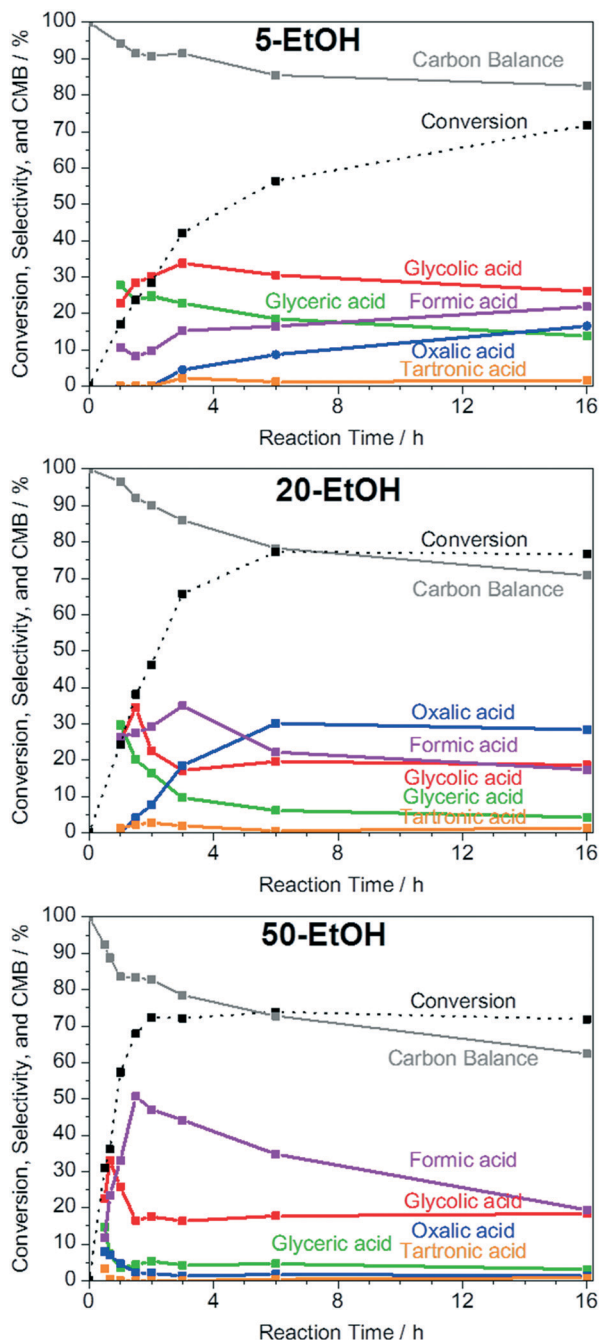 5-EtOH
Conversion, Selectivity, and CMB / %
100
90
80
70
60
50
40
30
20
10
0
Carbon Balance
Conversion
Glycolic acid
Glyceric acid
Formic acid
Oxalic acid
Tartronic acid
0 4 8 12 16
Reaction Time / h
20-EtOH
Conversion, Selectivity, and CMB / %
100
90
80
70
60
50
40
30
20
10
0
Conversion
Carbon Balance
Oxalic acid
Formic acid
Glycolic acid
Glyceric acid
Tartronic acid
0 4 8 12 16
Reaction Time / h
50-EtOH
Conversion, Selectivity, and CMB / %
100
90
80
70
60
50
40
30
20
10
0
Conversion
Carbon Balance
Formic acid
Glycolic acid
Oxalic acid
Glyceric acid
Tartronic acid
0 4 8 12 16
Reaction Time / h